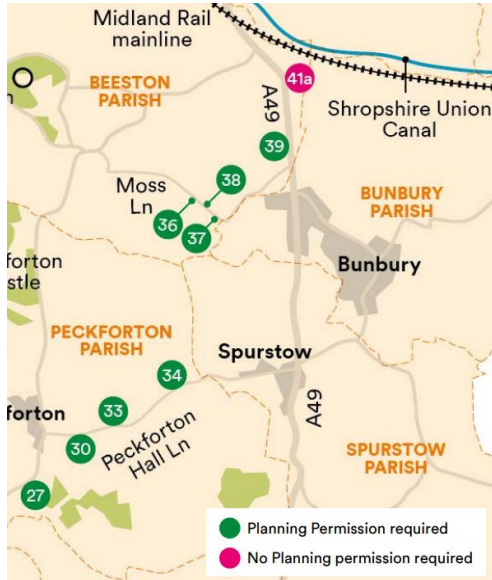 Midland Rail
mainline
BEESTON
PARISH
A49
41a
Shropshire Union
Canal
39
Moss
Ln
38
36
37
BUNBURY
PARISH
Bunbury
forton
stle
PECKFORTON
PARISH
Spurstow
34
33
forton
30
Peckforton
Hall Ln
A49
SPURSTOW
PARISH
27
Planning Permission required
No Planning permission required